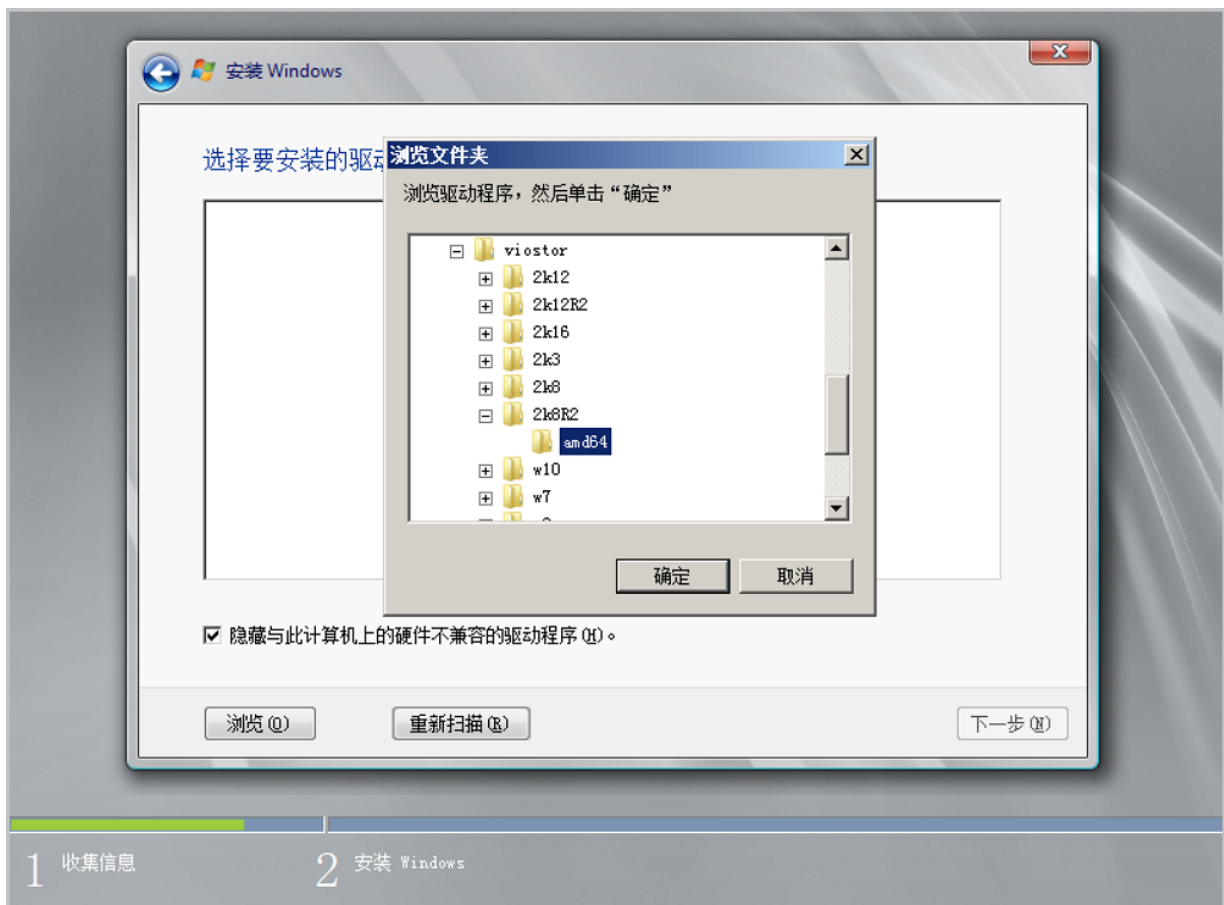 安装 Windows
选择要安装的驱动
浏览文件夹
浏览驱动程序，然后单击“确定”
viostor
2k12
2k12R2
2k16
2k3
2k8
2k8R2
amd64
w10
w7
确定
取消
隐藏与此计算机上的硬件不兼容的驱动程序(H)。
浏览(O)
重新扫描(R)
下一步(N)
1 收集信息
2 安装 Windows